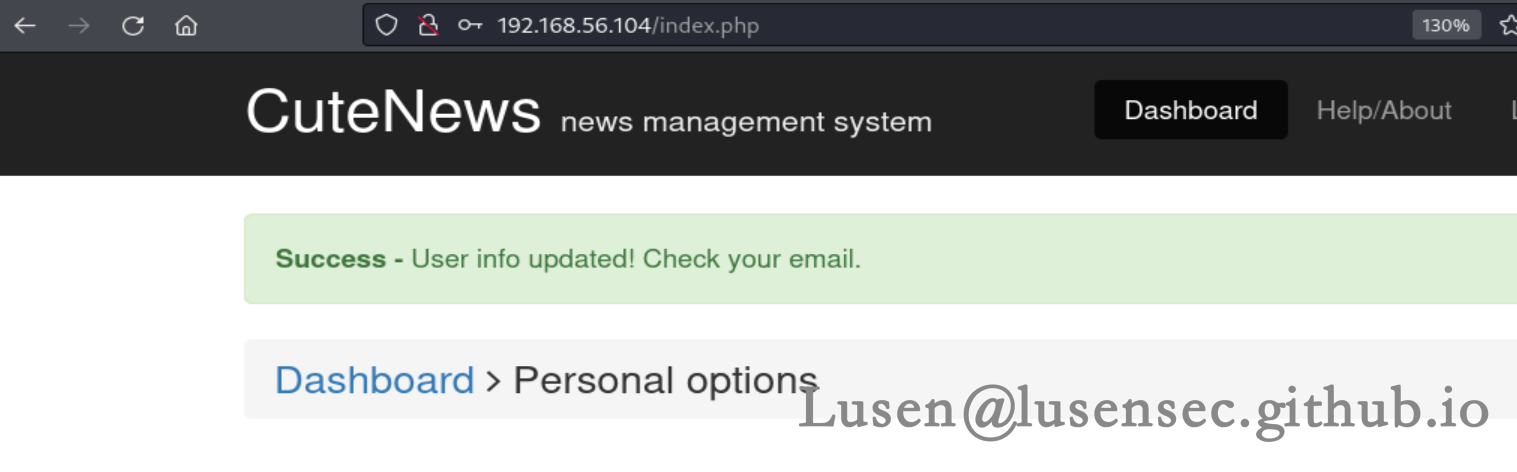 192.168.56.104/index.php
130%
CuteNews news management system
Dashboard
Help/About
Success - User info updated! Check your email.
Dashboard > Personal options
Lusen@lusensec.github.io